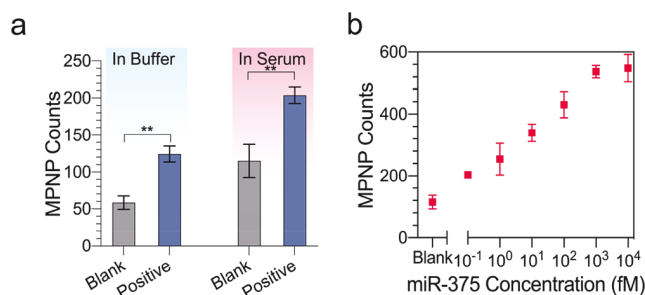 a
In Buffer
In Serum
**
**
MPNP Counts
250
200
150
100
50
0
Blank
Positive
Blank
Positive
b
MPNP Counts
600
400
200
0
Blank 10⁻¹ 10⁰ 10¹ 10² 10³ 10⁴
miR-375 Concentration (fM)